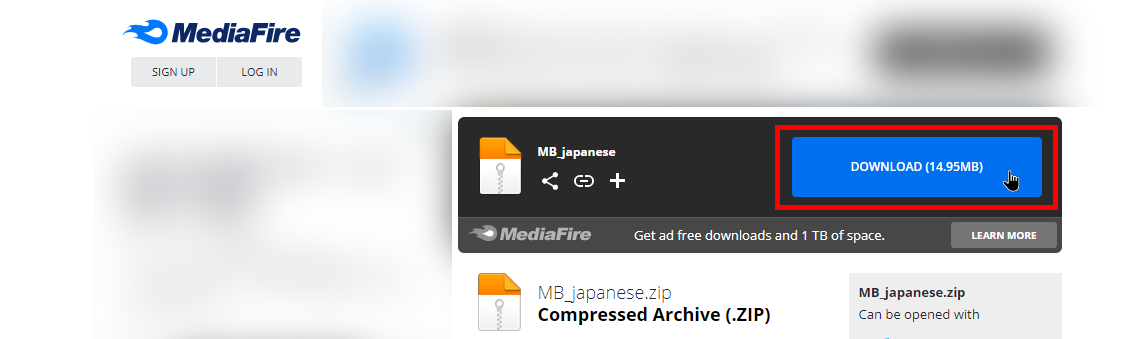 MediaFire
SIGN UP LOG IN
MB_japanese
DOWNLOAD (14.95MB)
MediaFire Get ad free downloads and 1 TB of space. LEARN MORE
MB_japanese.zip
Compressed Archive (.ZIP)
MB_japanese.zip
Can be opened with